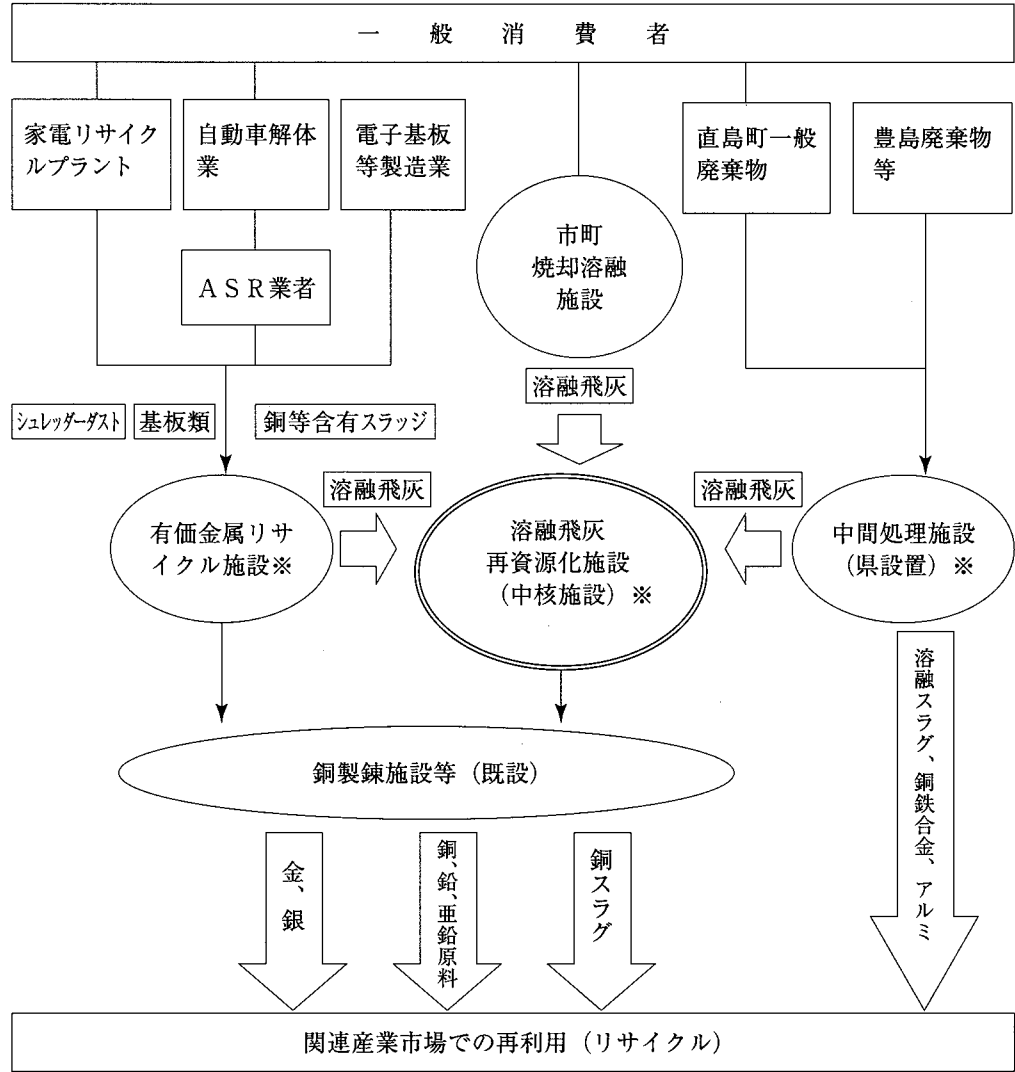 一般消費者
家電リサイク
ルプラント
自動車解体
業
電子基板
等製造業
直島町一般
廃棄物
豊島廃棄物
等
市町
焼却溶融
施設
ASR業者
溶融飛灰
シュレッダーダスト
基板類
銅等含有スラッジ
溶融飛灰
溶融飛灰
有価金属リサ
イクル施設※
溶融飛灰
再資源化施設
(中核施設)※
中間処理施設
(県設置)※
溶融スラグ、銅鉄合金、アルミ
銅製錬施設等(既設)
金、銀
銅、鉛、亜鉛原料
銅スラグ
関連産業市場での再利用(リサイクル)